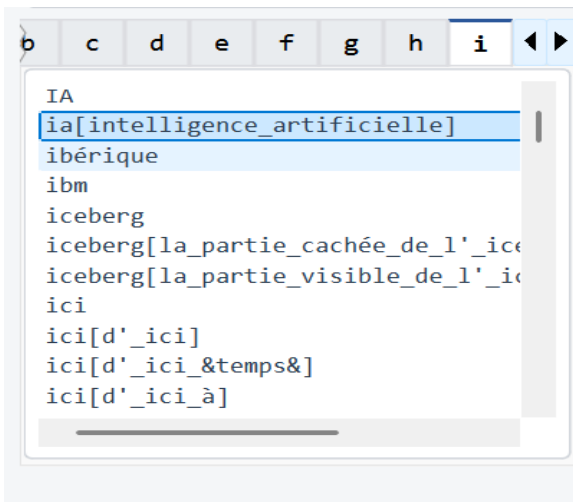 b c d e f g h i
IA
ia[intelligence_artificielle]
ibérique
ibm
iceberg
iceberg[la_partie_cachée_de_l'_ice
iceberg[la_partie_visible_de_l'_ic
ici
ici[d'_ici]
ici[d'_ici_&temps&]
ici[d'_ici_à]